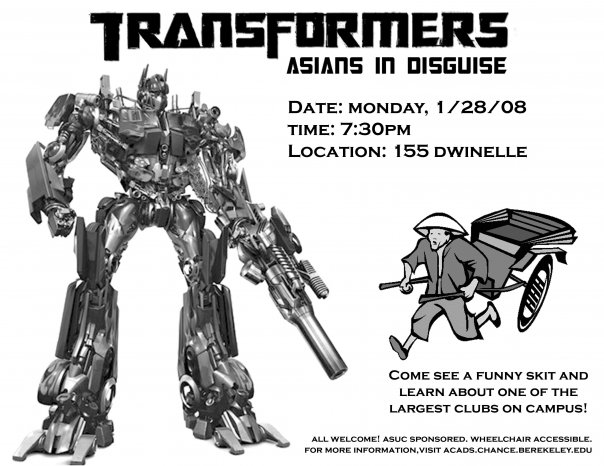 TRANSFORMERS
ASIANS IN DISGUISE
DATE: MONDAY, 1/28/08
TIME: 7:30PM
LOCATION: 155 DWINELLE
COME SEE A FUNNY SKIT AND
LEARN ABOUT ONE OF THE
LARGEST CLUBS ON CAMPUS!
ALL WELCOME! ASUC SPONSORED. WHEELCHAIR ACCESSIBLE.
FOR MORE INFORMATION,VISIT ACADS.CHANCE.BEREKELEY.EDU